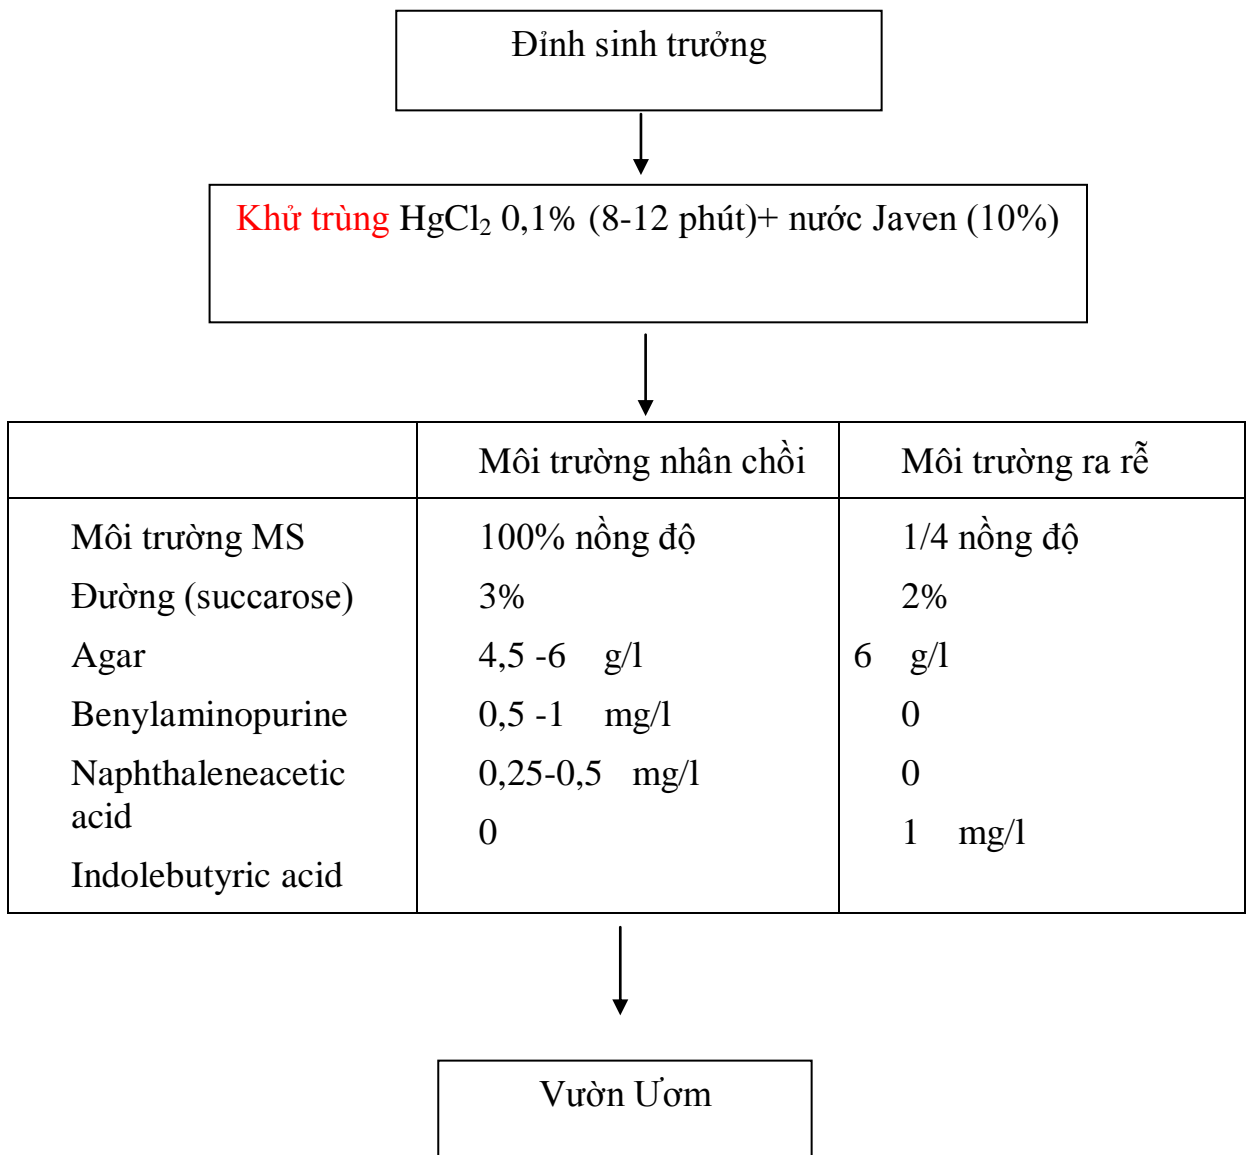 Đỉnh sinh trưởng
Khử trùng HgCl₂ 0,1% (8-12 phút)+ nước Javen (10%)
Môi trường nhân chồi Môi trường ra rễ
Môi trường MS 100% nồng độ 1/4 nồng độ
Đường (succarose) 3% 2%
Agar 4,5 -6 g/l 6 g/l
Benylaminopurine 0,5 -1 mg/l 0
Naphthaleneacetic 0,25-0,5 mg/l 0
acid 0 1 mg/l
Indolebutyric acid
Vườn Ươm